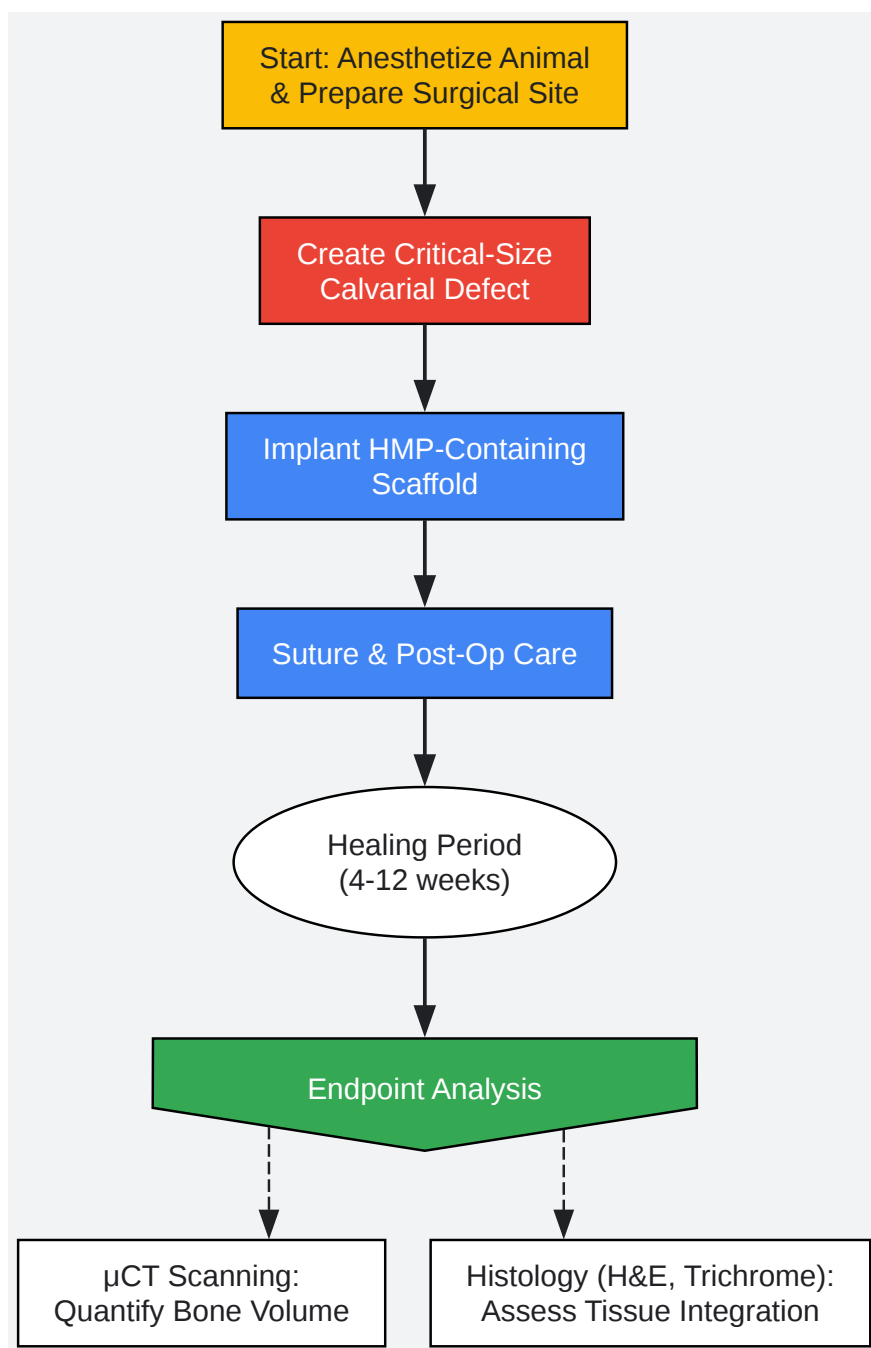 Start: Anesthetize Animal
& Prepare Surgical Site
Create Critical-Size
Calvarial Defect
Implant HMP-Containing
Scaffold
Suture & Post-Op Care
Healing Period
(4-12 weeks)
Endpoint Analysis
µCT Scanning:
Quantify Bone Volume
Histology (H&E, Trichrome):
Assess Tissue Integration